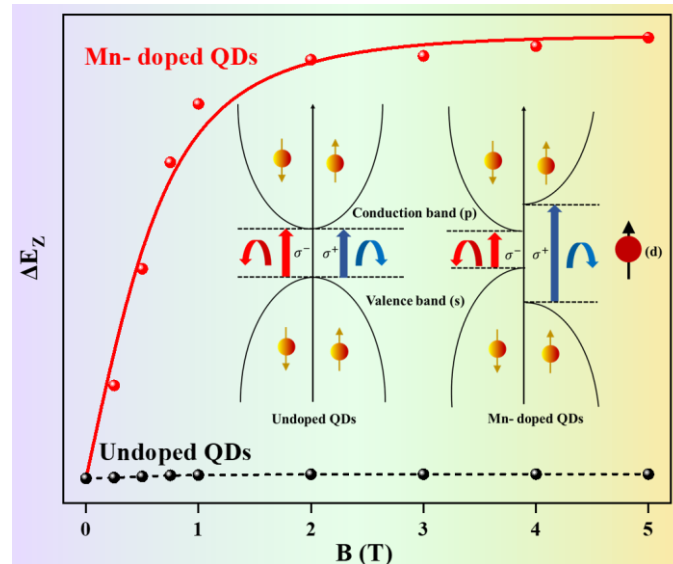 Mn- doped QDs
Conduction band (p)
σ⁻ σ⁺ σ⁻ σ⁺ (d)
Valence band (s)
Undoped QDs Mn- doped QDs
Undoped QDs
ΔE_Z
0 1 2 3 4 5
B (T)